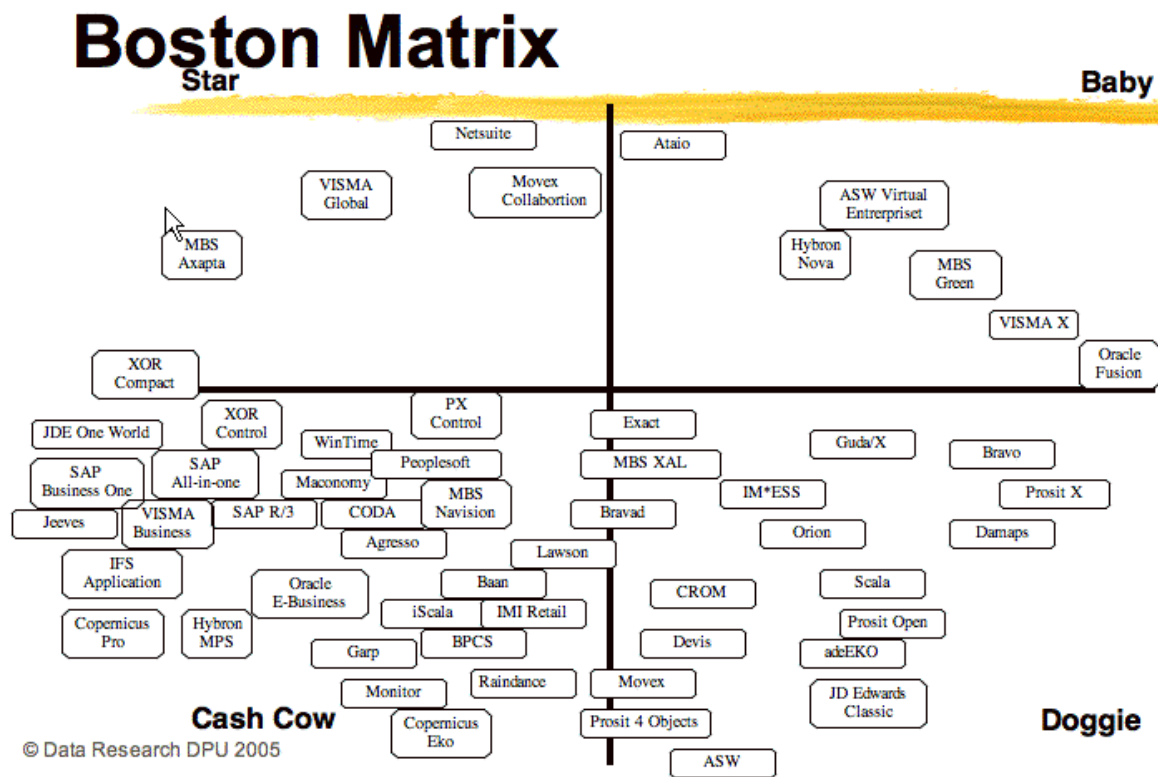 Boston Matrix
Star
Baby
Netsuite
Ataio
VISMA
Global
Movex
Collabortion
ASW Virtual
Entrerpriset
MBS
Axapta
Hybron
Nova
MBS
Green
VISMA X
XOR
Compact
Oracle
Fusion
PX
Control
XOR
Control
Exact
JDE One World
WinTime
Guda/X
Bravo
SAP
Business One
SAP
All-in-one
Peoplesoft
MBS XAL
Maconomy
MBS
Navision
IM*ESS
Prosit X
Jeeves
VISMA
Business
SAP R/3
CODA
Bravad
Agresso
Orion
Damaps
Lawson
IFS
Application
Oracle
E-Business
Baan
CROM
Scala
iScala
IMI Retail
Copernicus
Pro
Hybron
MPS
Prosit Open
BPCS
Devis
Garp
adeEKO
Monitor
Raindance
Movex
JD Edwards
Classic
Cash Cow
Copernicus
Eko
Prosit 4 Objects
Doggie
© Data Research DPU 2005
ASW